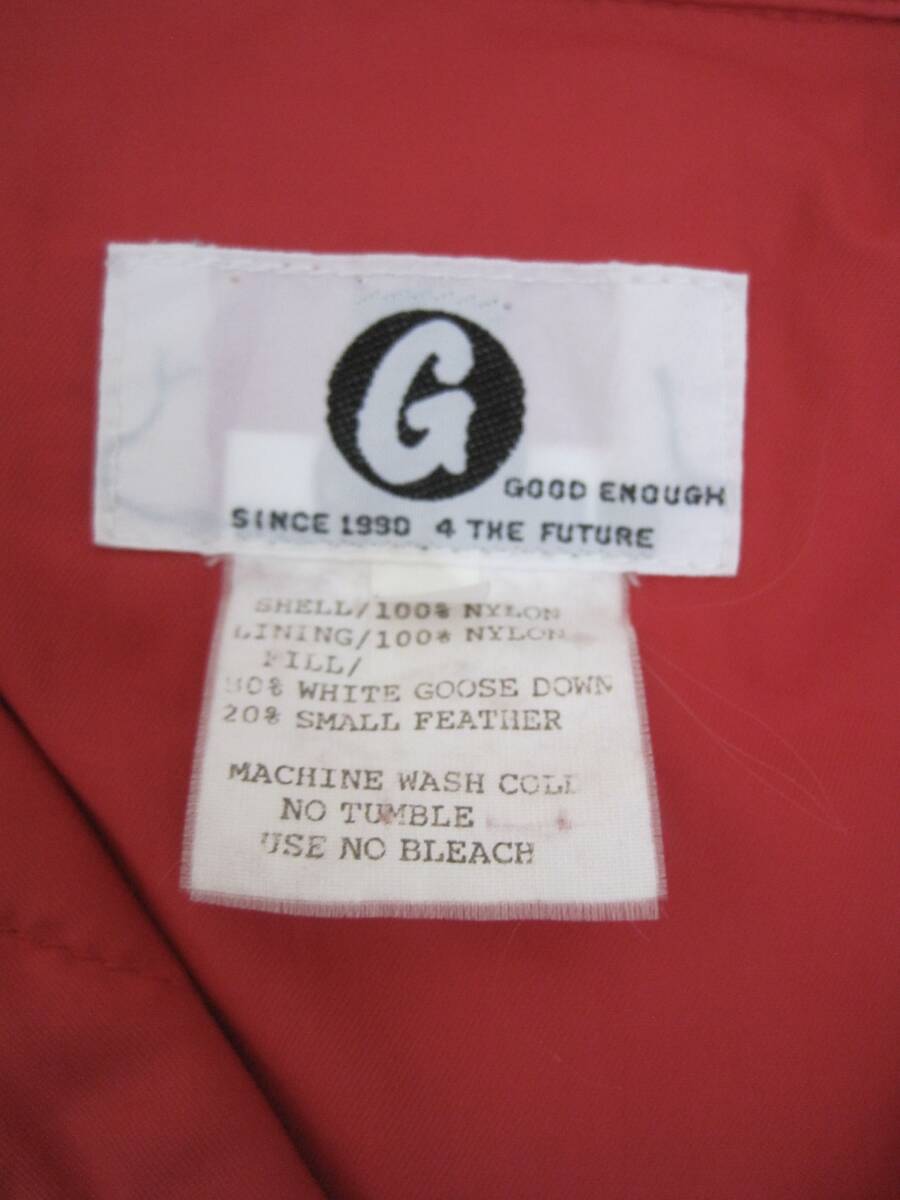 G
GOOD ENOUGH
SINCE 1990 4 THE FUTURE
SHELL/100% NYLON
LINING/100% NYLON
FILL/
80% WHITE GOOSE DOWN
20% SMALL FEATHER
MACHINE WASH COLD
NO TUMBLE
USE NO BLEACH